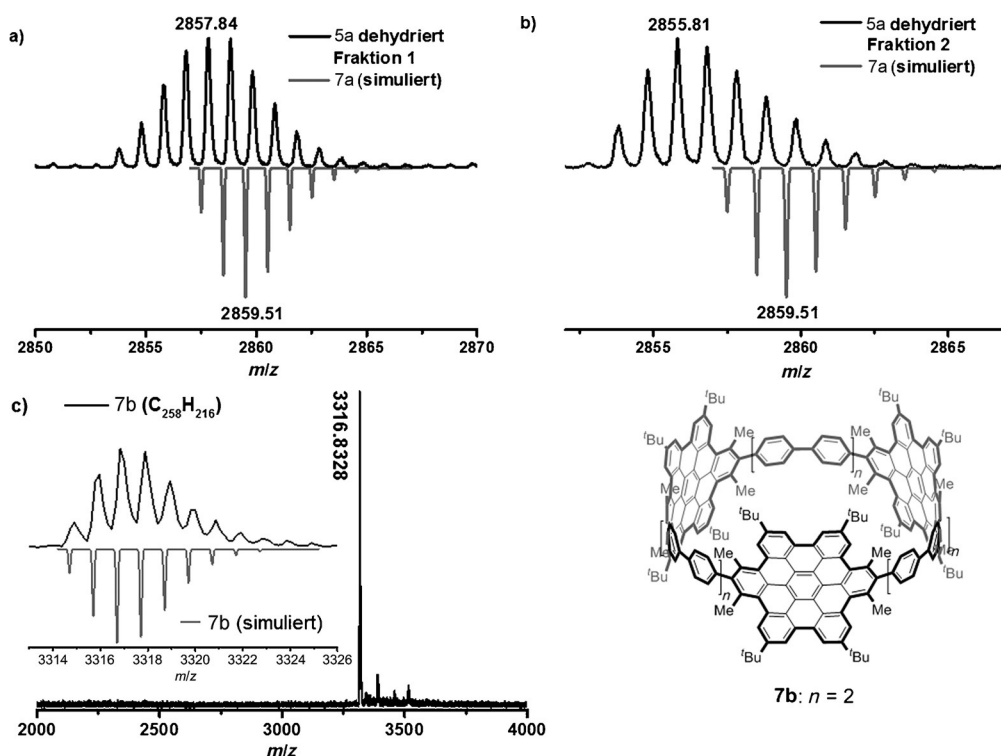 a)
2857.84
5a dehydriert
Fraktion 1
7a (simuliert)
2859.51
2850 2855 2860 2865 2870
m/z
b)
2855.81
5a dehydriert
Fraktion 2
7a (simuliert)
2859.51
2855 2860 2865
m/z
c)
7b (C₂₅₈H₂₁₆)
3316.8328
7b (simuliert)
3314 3316 3318 3320 3322 3324 3326
m/z
2000 2500 3000 3500 4000
m/z
ᵗBu
ᵗBu
ᵗBu
Me
Me
ᵗBu
n
Me
Me
Me
Me
ᵗBu
ᵗBu
ᵗBu
ᵗBu
Me
n
ᵗBu
ᵗBu
Me
Me
n
Me
Me
ᵗBu
ᵗBu
7b: n = 2